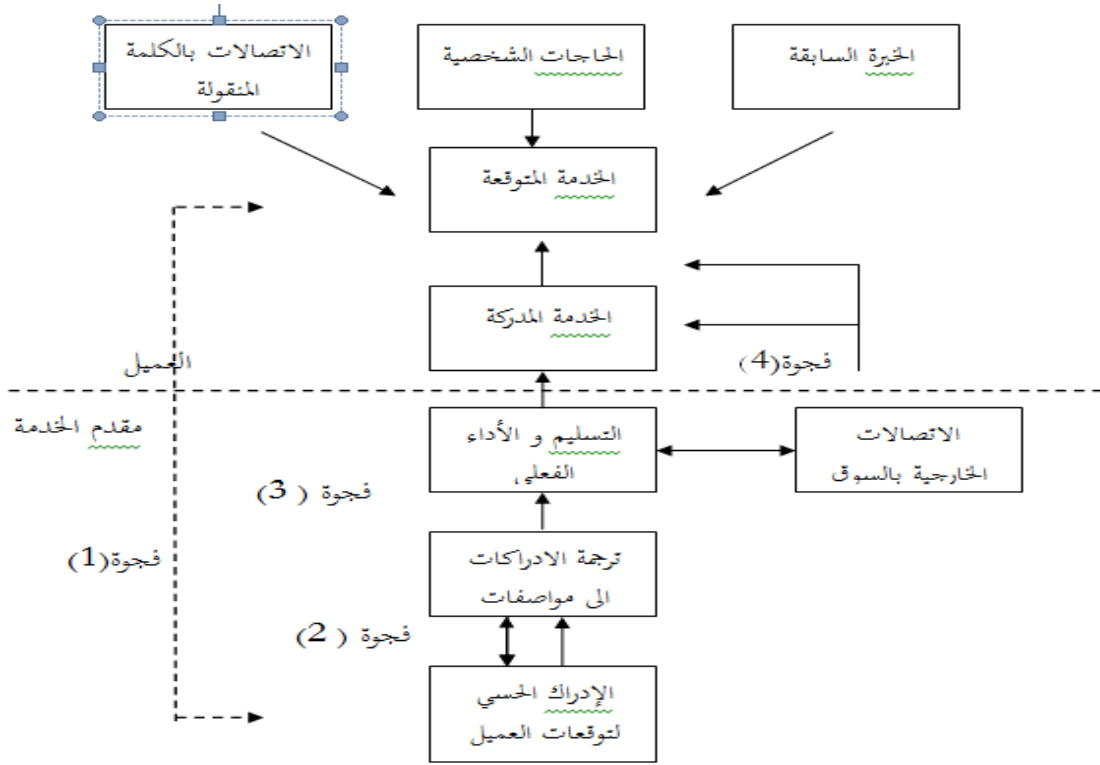 الخبرة السابقة
الحاجات الشخصية
الاتصالات بالكلمة
المنقولة
الخدمة المتوقعة
الخدمة المدركة
فجوة(4)
العميل
مقدم الخدمة
التسليم و الأداء
الفعلي
الاتصالات
الخارجية بالسوق
فجوة (3)
ترجمة الادراكات
الى مواصفات
فجوة(1)
فجوة (2)
الإدراك الحسي
لتوقعات العميل